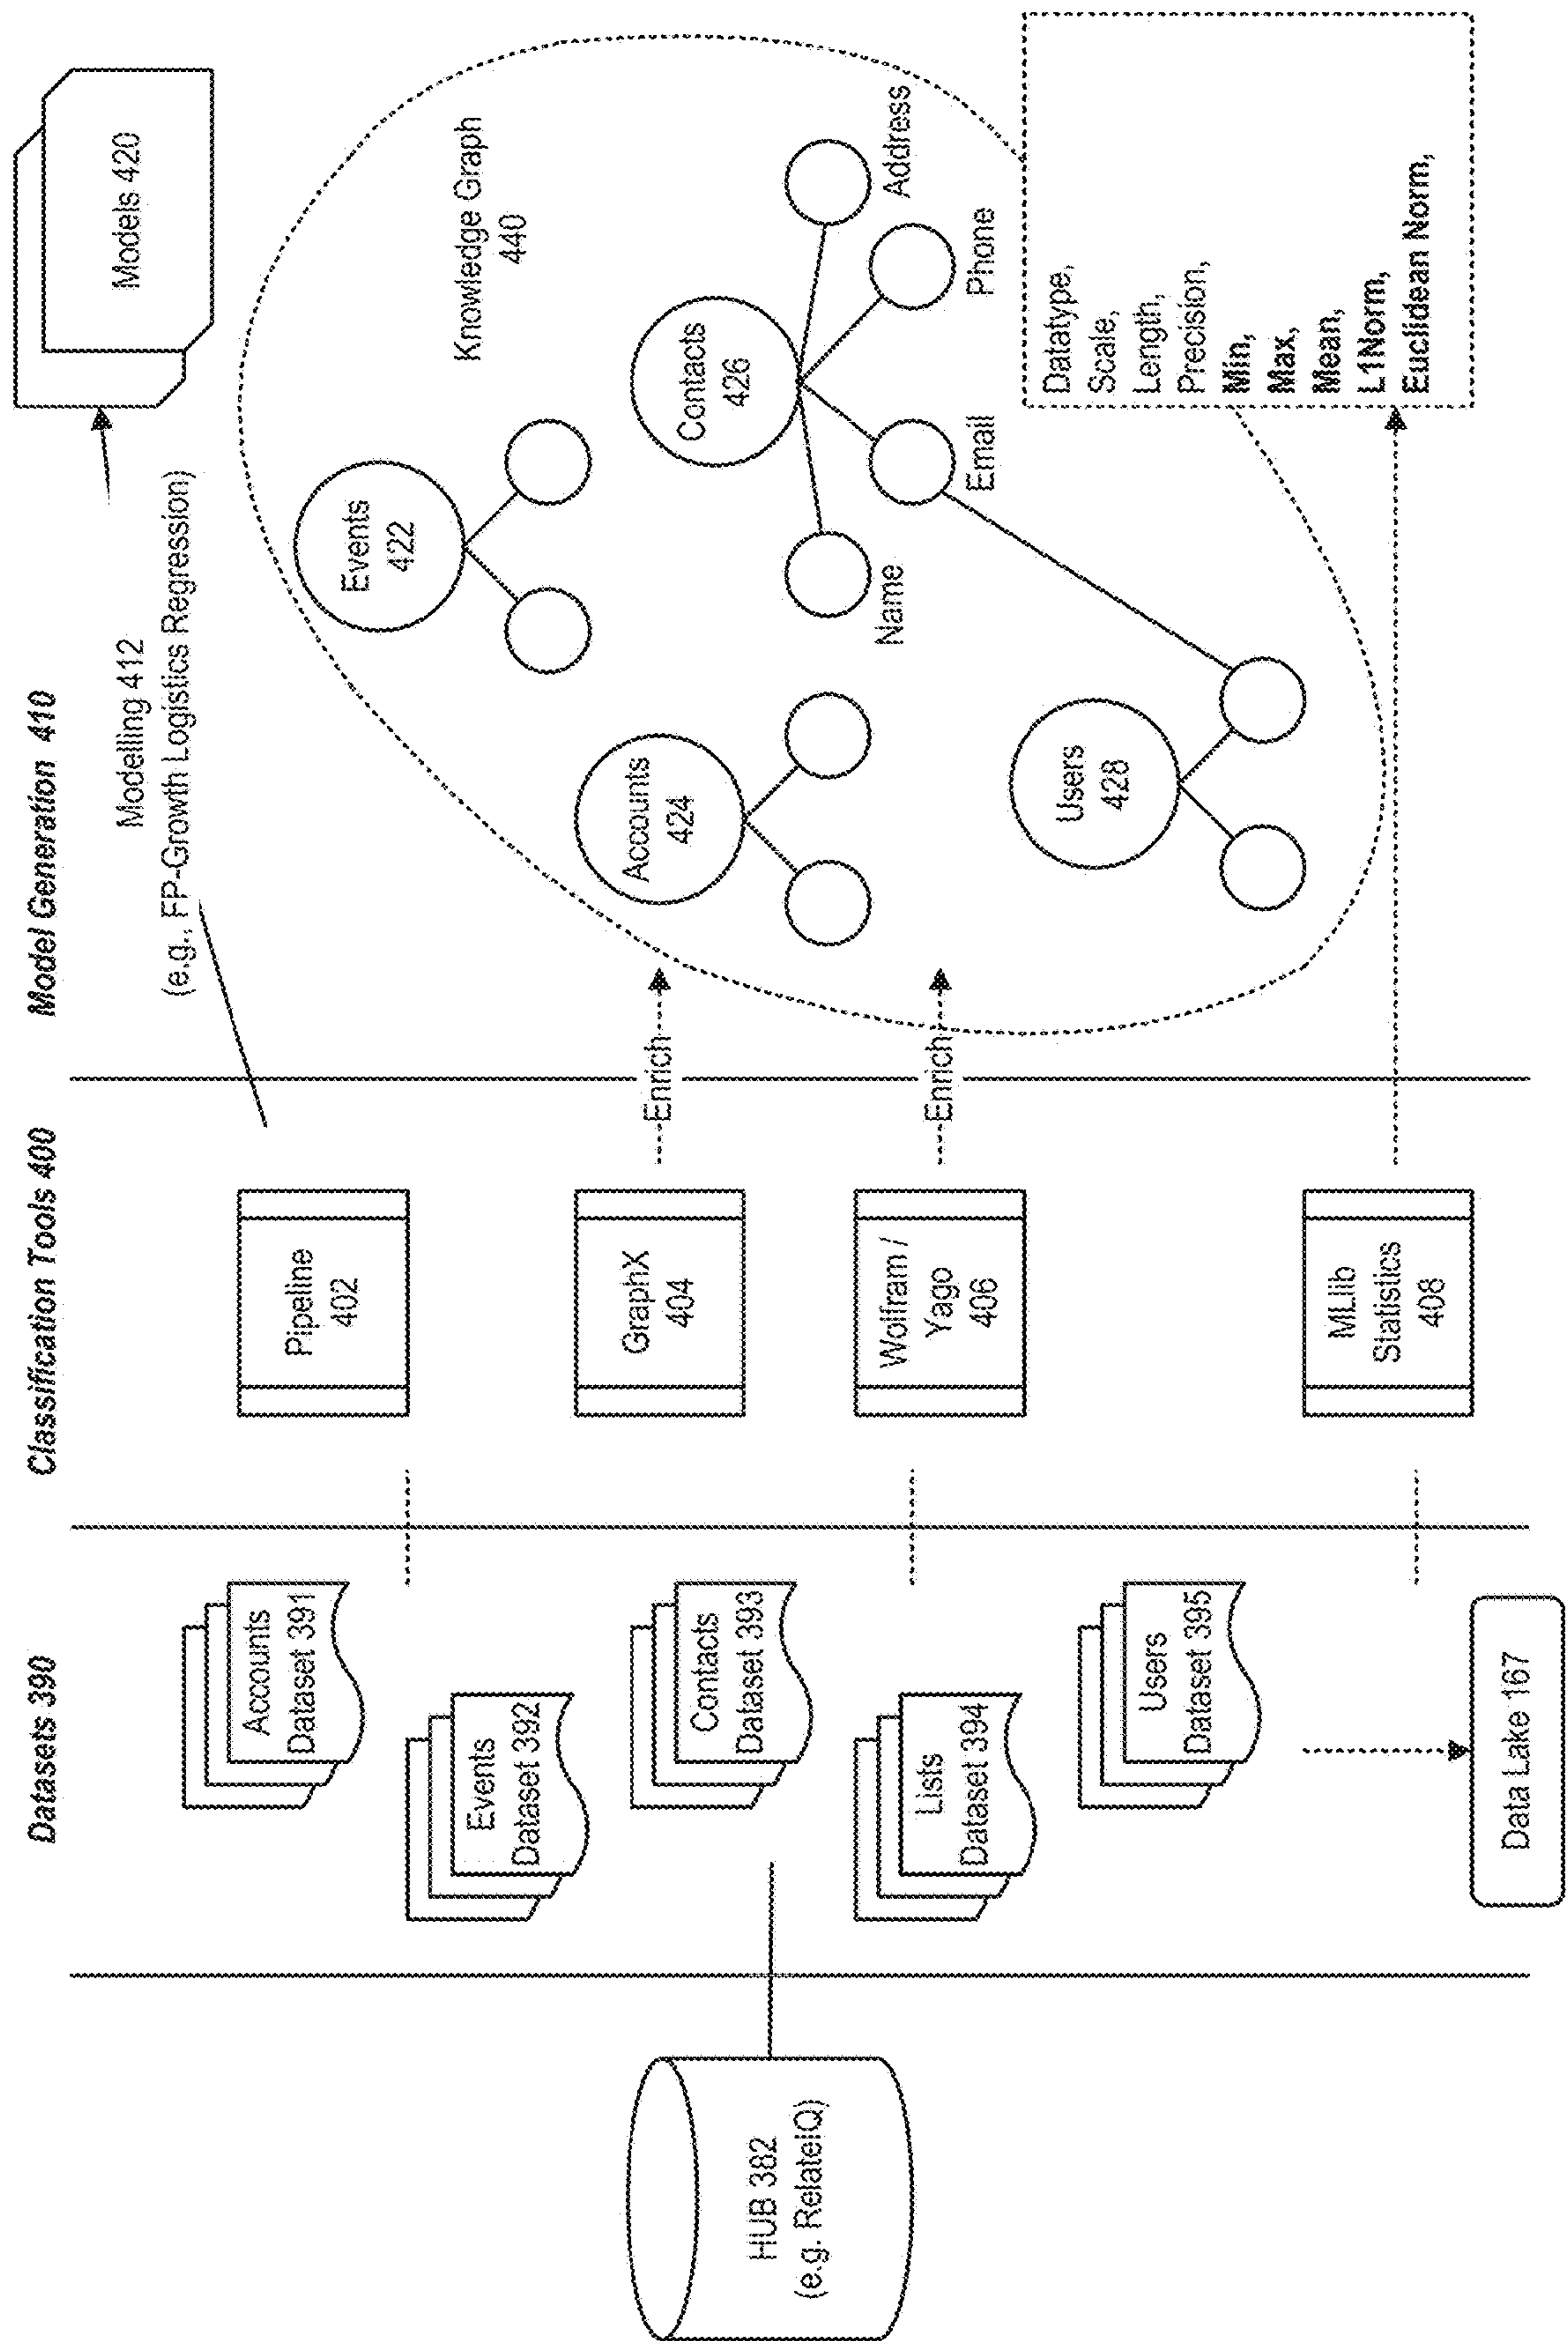 HUB 382
(e.g. RelateIQ)
Datasets 390
Accounts
Dataset 391
Events
Dataset 392
Contacts
Dataset 393
Lists
Dataset 394
Users
Dataset 395
Data Lake 167
Classification Tools 400
Pipeline
402
GraphX
404
Wolfram /
Yago
406
MLlib
Statistics
408
Enrich
Enrich
Model Generation 410
Modelling 412
(e.g., FP-Growth Logistics Regression)
Models 420
Knowledge Graph
440
Events
422
Accounts
424
Contacts
426
Name
Email
Phone
Address
Users
428
Datatype,
Scale,
Length,
Precision,
Min,
Max,
Mean,
L1Norm,
Euclidean Norm,